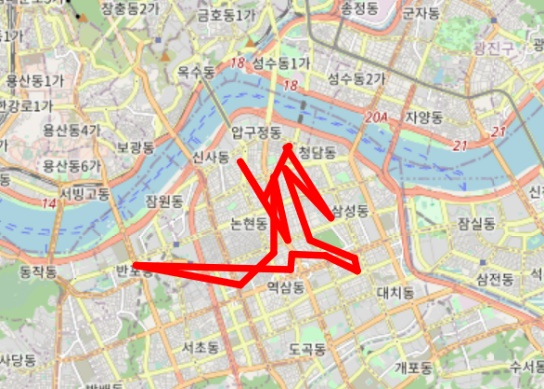 장충동2가
금호동1가
송정동
군자동
광진구
옥수동
18
성수동1가
18
성수동2가
용산동1가
한강로1가
20A
자양동
21
21
용산동4가
보광동
압구정동
용산동6가
신사동
청담동
서빙고동
14
잠원동
논현동
삼성동
잠실동
동작동
반포동
역삼동
대치동
삼전동
서초동
도곡동
개포동
수서동
사당동
방배동